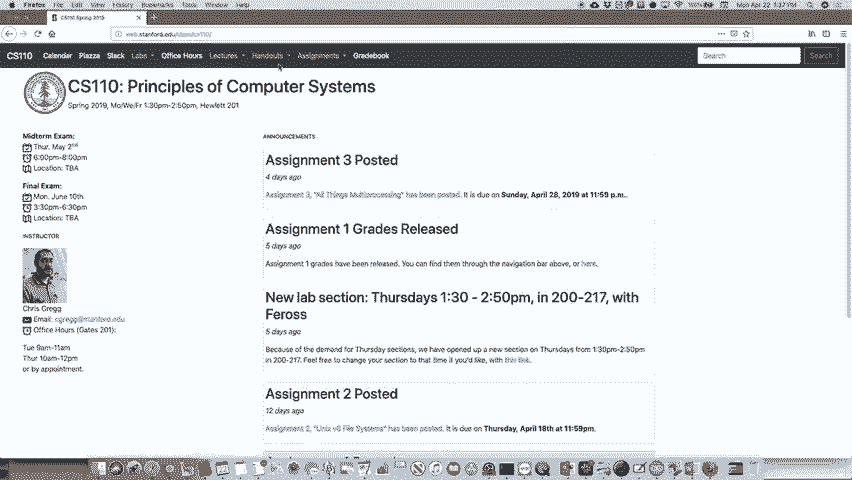 Firefox File Edit View History Bookmarks Tools Window Help
Mon Apr 22 1:37 PM
CS110 Spring 2019
web.stanford.edu/class/cs110/
CS110 Calendar Piazza Slack Labs Office Hours Lectures Handouts Assignments Gradebook Search Search
CS110: Principles of Computer Systems
Spring 2019, Mo/We/Fr 1:30pm-2:50pm, Hewlett 201
Midterm Exam:
Thur, May 2nd
6:00pm-8:00pm
Location: TBA
Final Exam:
Mon. June 10th
3:30pm-6:30pm
Location: TBA
INSTRUCTOR
Chris Gregg
Email: cgregg@stanford.edu
Office Hours (Gates 201):
Tue 9am-11am
Thur 10am-12pm
or by appointment.
ANNOUNCEMENTS
Assignment 3 Posted
4 days ago
Assignment 3, "All Things Multiprocessing" has been posted. It is due on Sunday, April 28, 2019 at 11:59 p.m..
Assignment 1 Grades Released
5 days ago
Assignment 1 grades have been released. You can find them through the navigation bar above, or here.
New lab section: Thursdays 1:30 - 2:50pm, in 200-217, with
Feross
5 days ago
Because of the demand for Thursday sections, we have opened up a new section on Thursdays from 1:30pm-2:50pm
in 200-217. Feel free to change your section to that time if you'd like, with this link.
Assignment 2 Posted
12 days ago
Assignment 2, "Unix v6 File Systems" has been posted. It is due on Thursday, April 18th at 11:59pm.